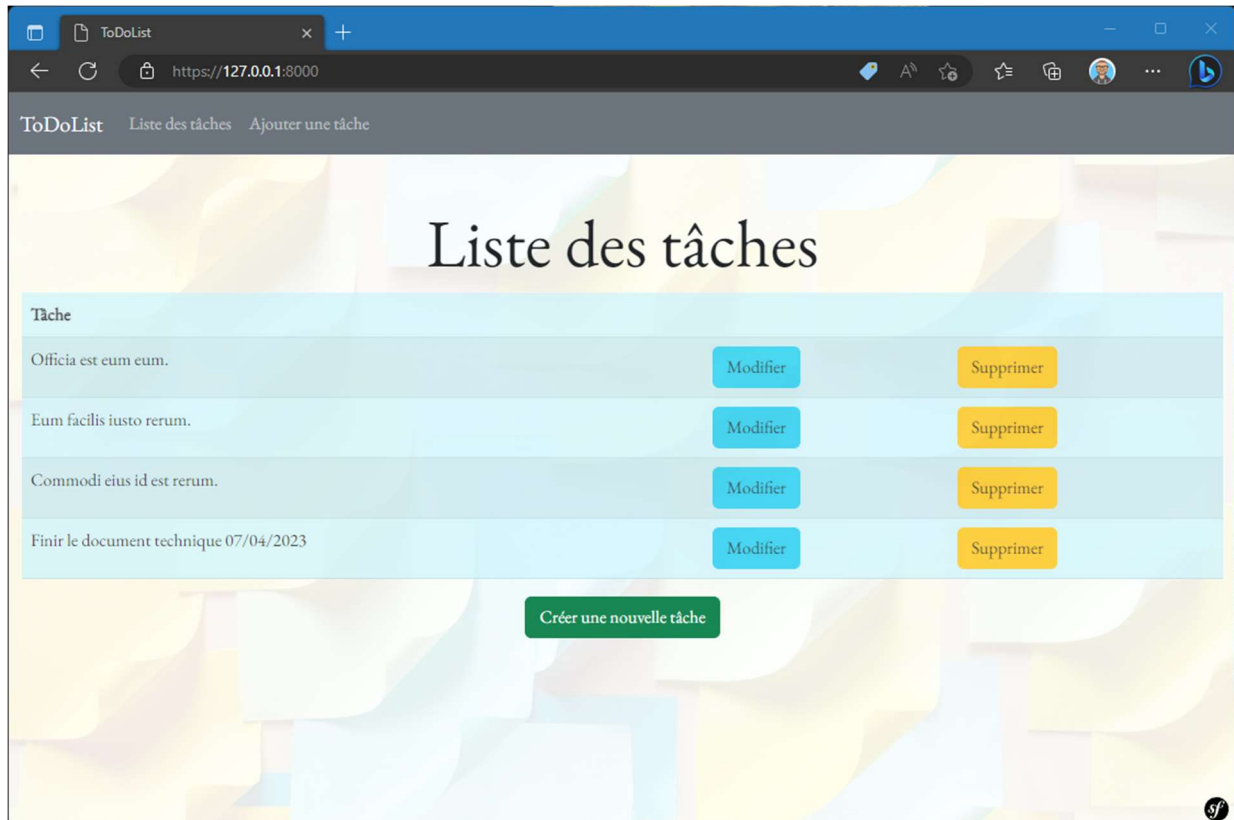 ToDoList
https://127.0.0.1:8000
ToDoList Liste des tâches Ajouter une tâche
Liste des tâches
Tâche
Officia est eum eum. Modifier Supprimer
Eum facilis iusto rerum. Modifier Supprimer
Commodi eius id est rerum. Modifier Supprimer
Finir le document technique 07/04/2023 Modifier Supprimer
Créer une nouvelle tâche
sf